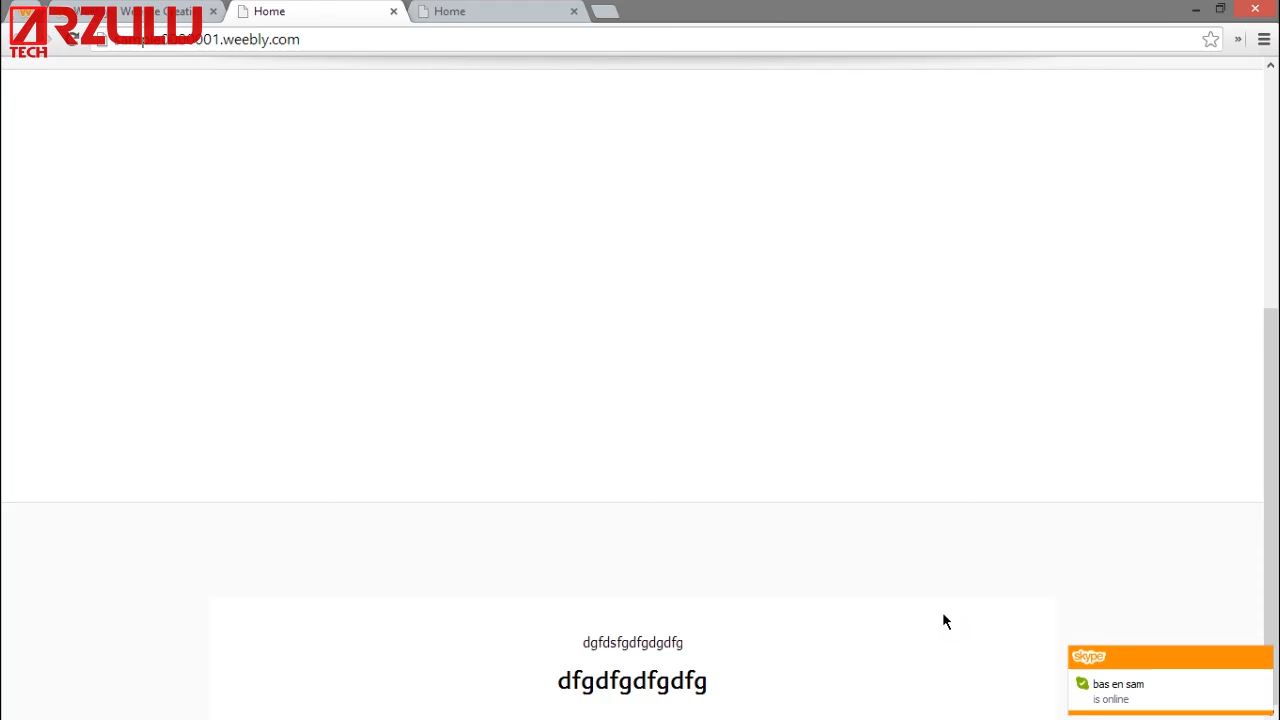 ARZULU
TECH
Home
Home
001.weebly.com
dgfdsfgdfgdgdfg
dfgdfgdfgdfg
skype
bas en sam
is online